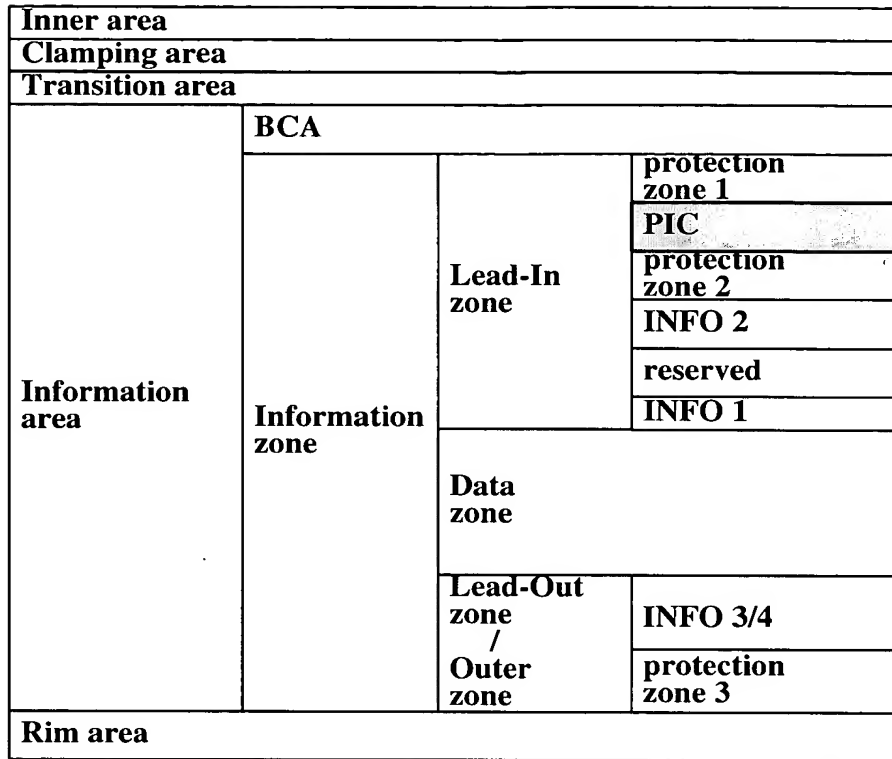 Inner area
Clamping area
Transition area
BCA
protection
zone 1
PIC
Lead-In
zone
protection
zone 2
INFO 2
reserved
INFO 1
Information
area
Information
zone
Data
zone
Lead-Out
zone
/
Outer
zone
INFO 3/4
protection
zone 3
Rim area